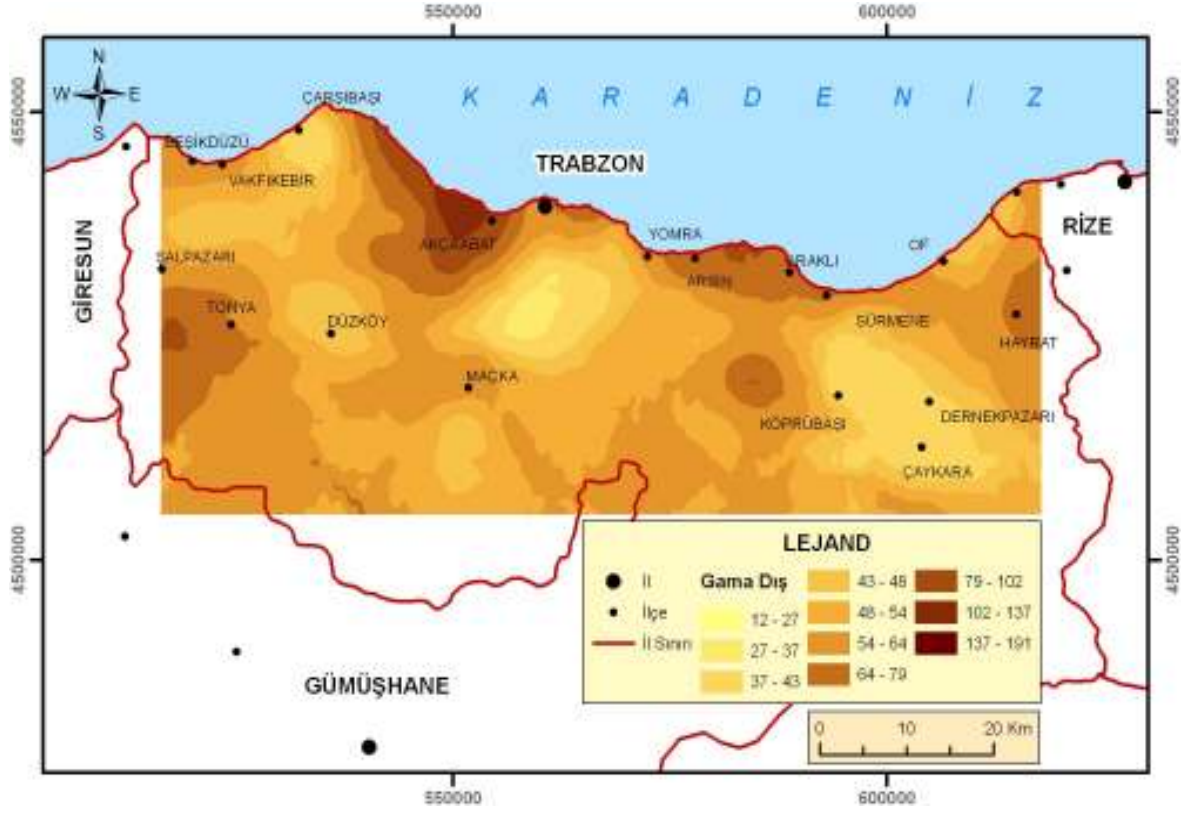 550000
600000
N
W E
S
4550000
4550000
K A R A D E N İ Z
ÇARŞIBAŞI
BEŞİKDÜZÜ
VAKFIKEBİR
TRABZON
AKÇAABAT
YOMRA
ARSİN
ARAKLI
OF
RİZE
GİRESUN
ŞALPAZARI
TONYA
DÜZKÖY
SÜRMENE
HAYRAT
MAÇKA
KÖPRÜBAŞI
DERNEKPAZARI
ÇAYKARA
4500000
4500000
GÜMÜŞHANE
LEJAND
İl
İlçe
İl Sınırı
Gama Dış
12 - 27
27 - 37
37 - 43
43 - 48
48 - 54
54 - 64
64 - 79
79 - 102
102 - 137
137 - 191
0 10 20 Km
550000
600000